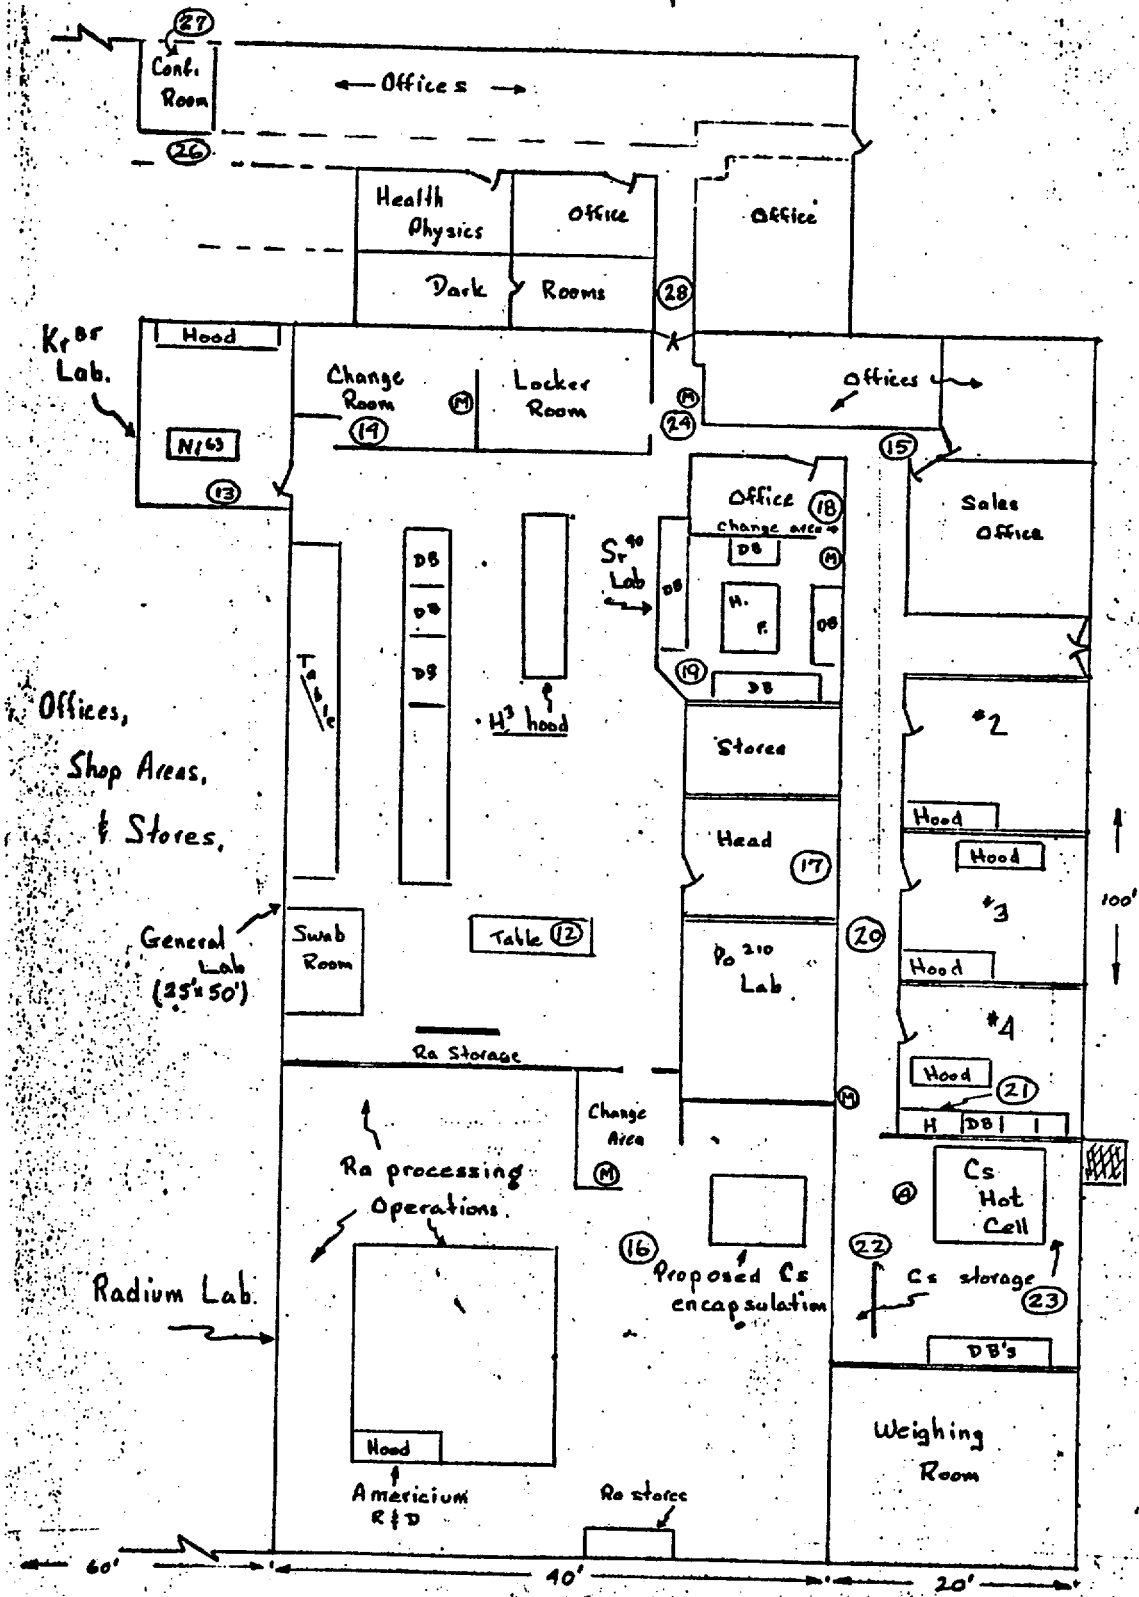 27
Conf.
Room
← Offices →
26
Health
Physics
Office
Office
Dark
Rooms
28
Kr85
Lab.
Hood
Change
Room
M
14
Locker
Room
M
24
Offices
15
Ni63
13
Office
18
Change area
Sales
Office
DB
M
Sr90
Lab
DB
H.
P.
DB
19
DB
DB
DB
DB
Table
H3 hood
Offices,
Shop Areas,
& Stores,
Stores
#2
Hood
Head
17
Hood
#3
100'
General
Lab
(25'x50')
Swab
Room
Table
12
Po210
Lab
20
Hood
#4
Ra Storage
Hood
21
M
H
DB
Change
Area
M
Ra processing
Operations.
Cs
Hot
Cell
A
16
Proposed Cs
encapsulation
22
Cs storage
23
Radium Lab.
DB's
Weighing
Room
Hood
Americium
R & D
Ra stores
60'
40'
20'